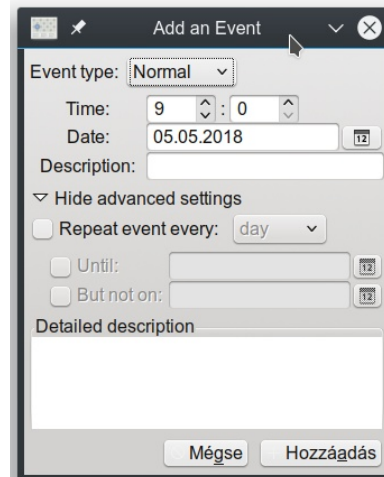 Add an Event
Event type: Normal
Time: 9 : 0
Date: 05.05.2018 12
Description:
Hide advanced settings
Repeat event every: day
Until: 12
But not on: 12
Detailed description
Mégse Hozzáadás